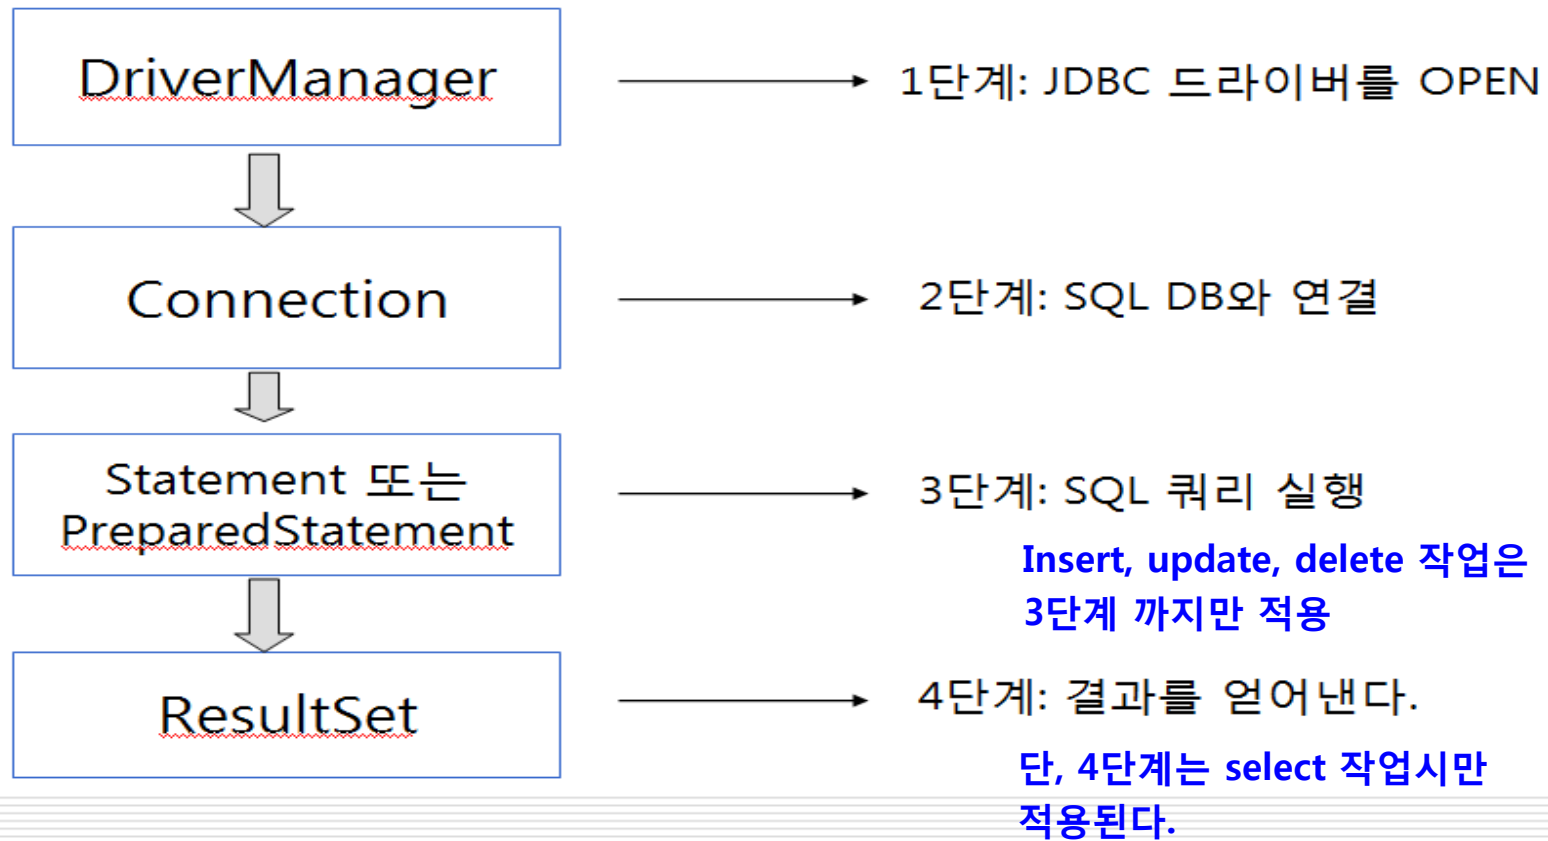 DriverManager
1단계: JDBC 드라이버를 OPEN
Connection
2단계: SQL DB와 연결
Statement 또는
PreparedStatement
3단계: SQL 쿼리 실행
Insert, update, delete 작업은
3단계 까지만 적용
ResultSet
4단계: 결과를 얻어낸다.
단, 4단계는 select 작업시만
적용된다.